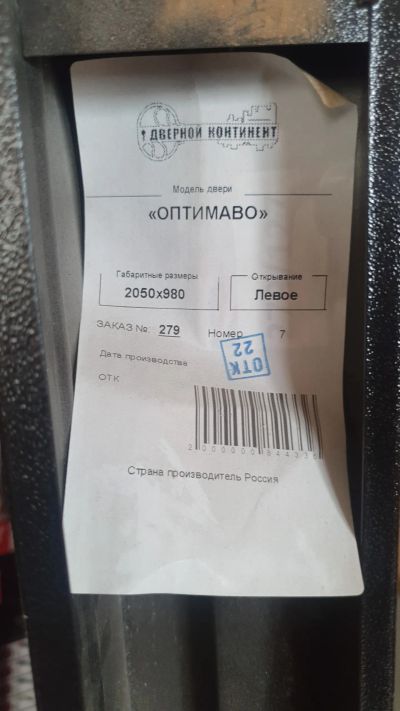 ДВЕРНОЙ КОНТИНЕНТ
Модель двери
«ОПТИМАВО»
Габаритные размеры
2050х980
Открывание
Левое
ЗАКАЗ №: 279 Номер 7
Дата производства
ОТК
ОТК
22
2000000844336
Страна производитель Россия